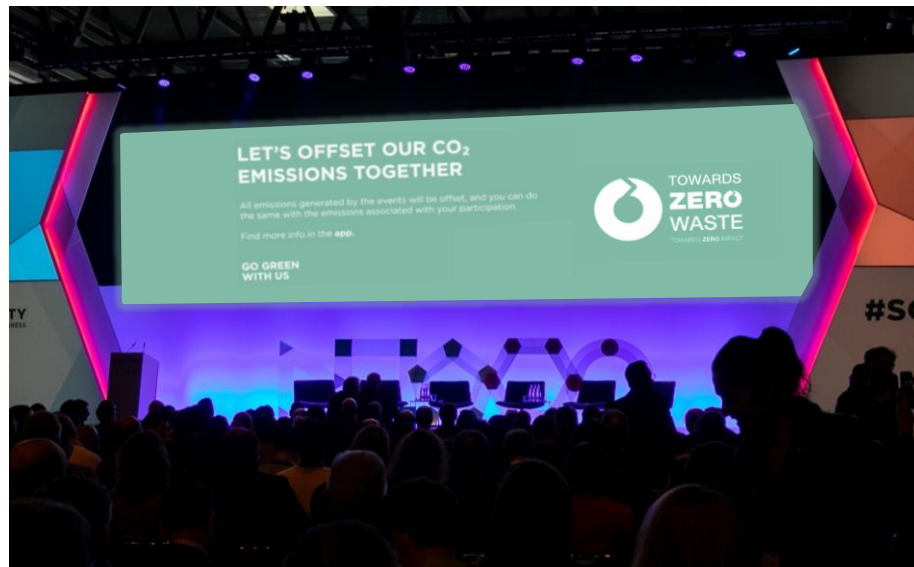 LET'S OFFSET OUR CO₂
EMISSIONS TOGETHER
All emissions generated by the events will be offset, and you can do
the same with the emissions associated with your participation.
Find more info in the app.
GO GREEN
WITH US
TOWARDS
ZERO
WASTE
TOWARDS ZERO IMPACT
TY
GRESS
#SC